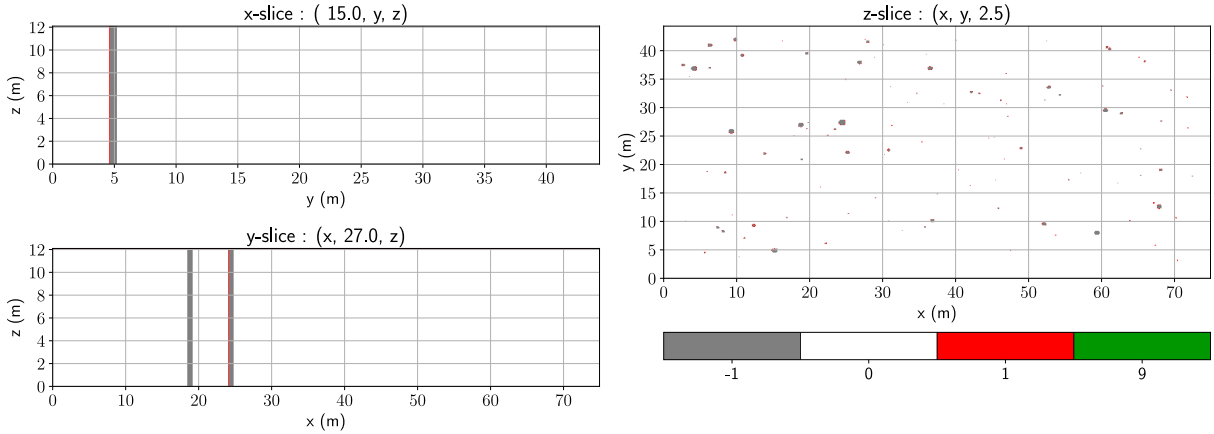 x-slice : ( 15.0, y, z)
12
10
8
6
4
2
0
z (m)
0 5 10 15 20 25 30 35 40
y (m)
y-slice : (x, 27.0, z)
12
10
8
6
4
2
0
z (m)
0 10 20 30 40 50 60 70
x (m)
z-slice : (x, y, 2.5)
40
35
30
25
20
15
10
5
0
y (m)
0 10 20 30 40 50 60 70
x (m)
-1 0 1 9